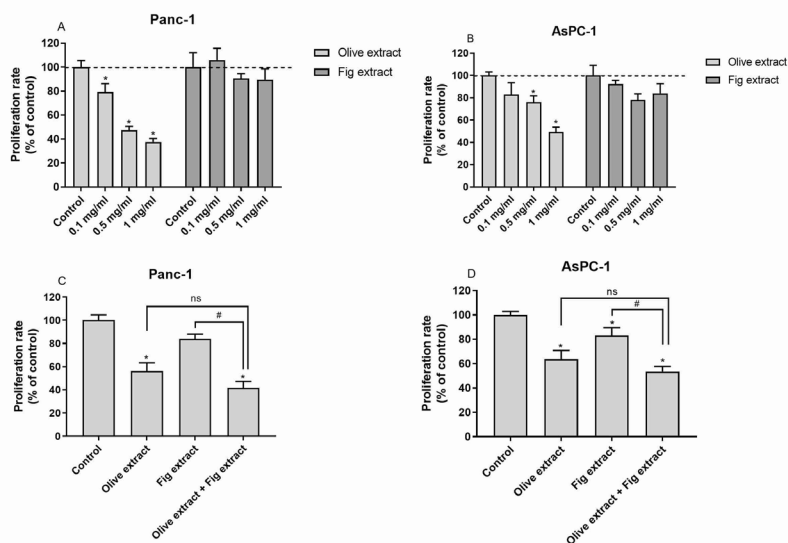 A
Panc-1
Proliferation rate
(% of control)
120
100
80
60
40
20
0
*
*
*
Control
0.1 mg/ml
0.5 mg/ml
1 mg/ml
Control
0.1 mg/ml
0.5 mg/ml
1 mg/ml
Olive extract
Fig extract
B
AsPC-1
Proliferation rate
(% of control)
120
100
80
60
40
20
0
*
*
Control
0.1 mg/ml
0.5 mg/ml
1 mg/ml
Control
0.1 mg/ml
0.5 mg/ml
1 mg/ml
Olive extract
Fig extract
C
Panc-1
Proliferation rate
(% of control)
120
100
80
60
40
20
0
ns
#
*
*
Control
Olive extract
Fig extract
Olive extract + Fig extract
D
AsPC-1
Proliferation rate
(% of control)
120
100
80
60
40
20
0
ns
#
*
*
*
Control
Olive extract
Fig extract
Olive extract + Fig extract